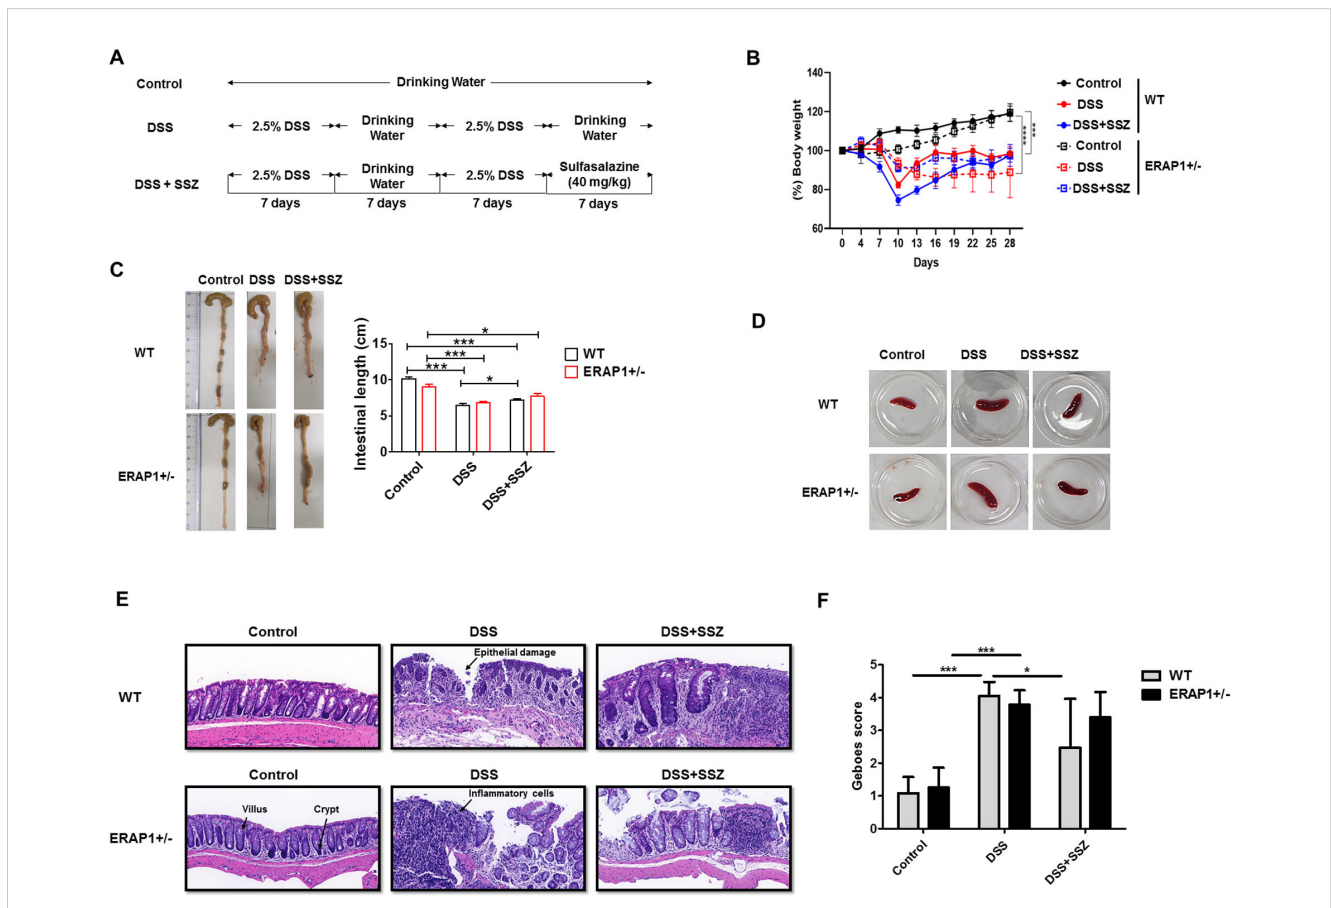 A
Control
Drinking Water
DSS
2.5% DSS
Drinking
Water
2.5% DSS
Drinking
Water
DSS + SSZ
2.5% DSS
Drinking
Water
2.5% DSS
Sulfasalazine
(40 mg/kg)
7 days
7 days
7 days
7 days
B
(%) Body weight
140
120
100
80
60
0 4 7 10 13 16 19 22 25 28
Days
****
***
Control
DSS
DSS+SSZ
WT
Control
DSS
DSS+SSZ
ERAP1+/-
C
Control DSS DSS+SSZ
WT
ERAP1+/-
Intestinal length (cm)
15
10
5
0
*
***
***
***
*
Control
DSS
DSS+SSZ
WT
ERAP1+/-
D
Control DSS DSS+SSZ
WT
ERAP1+/-
E
Control DSS DSS+SSZ
WT
Epithelial damage
Control DSS DSS+SSZ
ERAP1+/-
Villus
Crypt
Inflammatory cells
F
Geboes score
5
4
3
2
1
0
***
***
*
Control
DSS
DSS+SSZ
WT
ERAP1+/-